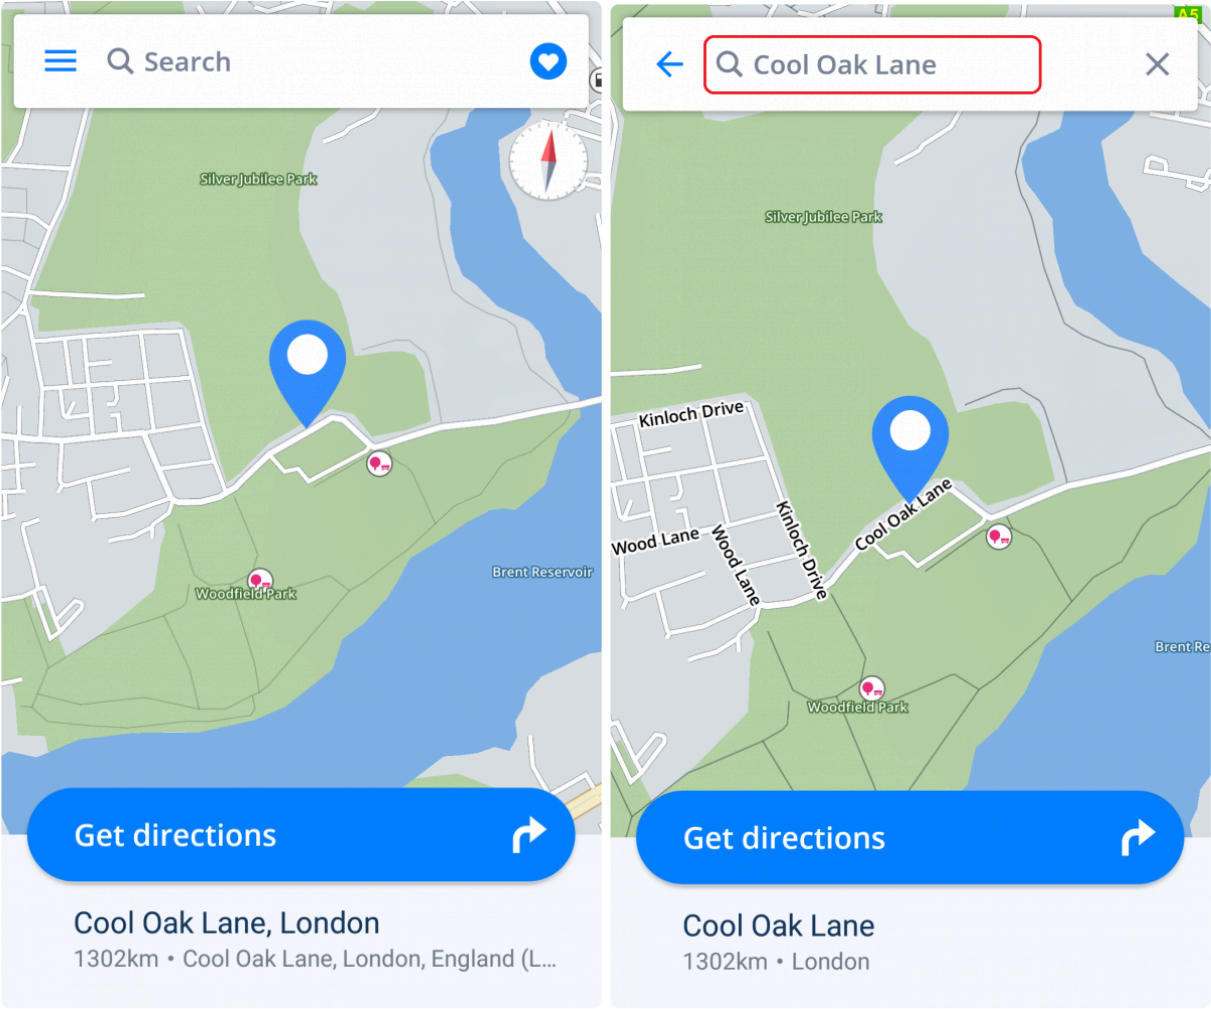 Search
Silver Jubilee Park
Brent Reservoir
Woodfield Park
Get directions
Cool Oak Lane, London
1302km • Cool Oak Lane, London, England (L...
A5
Cool Oak Lane
Silver Jubilee Park
Kinloch Drive
Cool Oak Lane
Kinloch Drive
Wood Lane
Wood Lane
Brent Re
Woodfield Park
Get directions
Cool Oak Lane
1302km • London